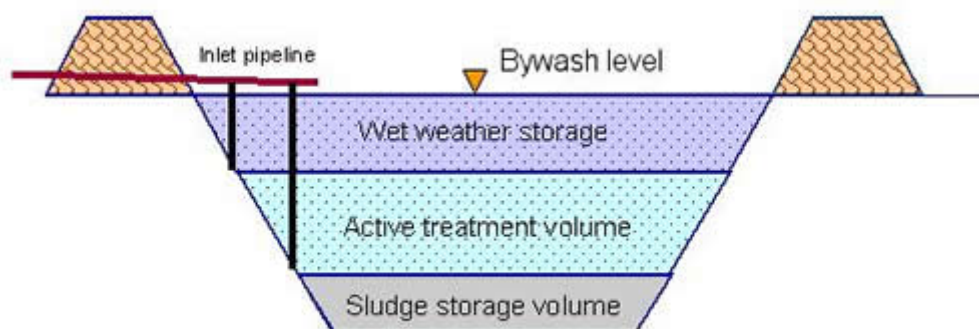 Inlet pipeline
Bywash level
Wet weather storage
Active treatment volume
Sludge storage volume